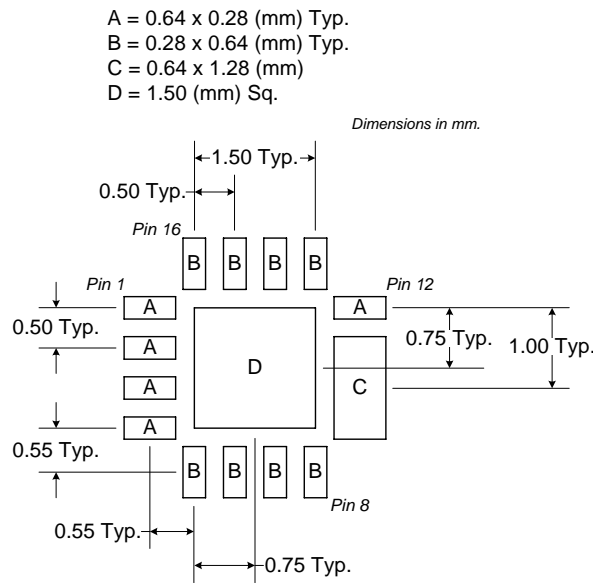 A = 0.64 x 0.28 (mm) Typ.
B = 0.28 x 0.64 (mm) Typ.
C = 0.64 x 1.28 (mm)
D = 1.50 (mm) Sq.
Dimensions in mm.
1.50 Typ.
0.50 Typ.
Pin 16
B B B B
Pin 1
Pin 12
A
A
0.50 Typ.
0.75 Typ.
1.00 Typ.
A
D
C
A
A
0.55 Typ.
B B B B
Pin 8
0.55 Typ.
0.75 Typ.